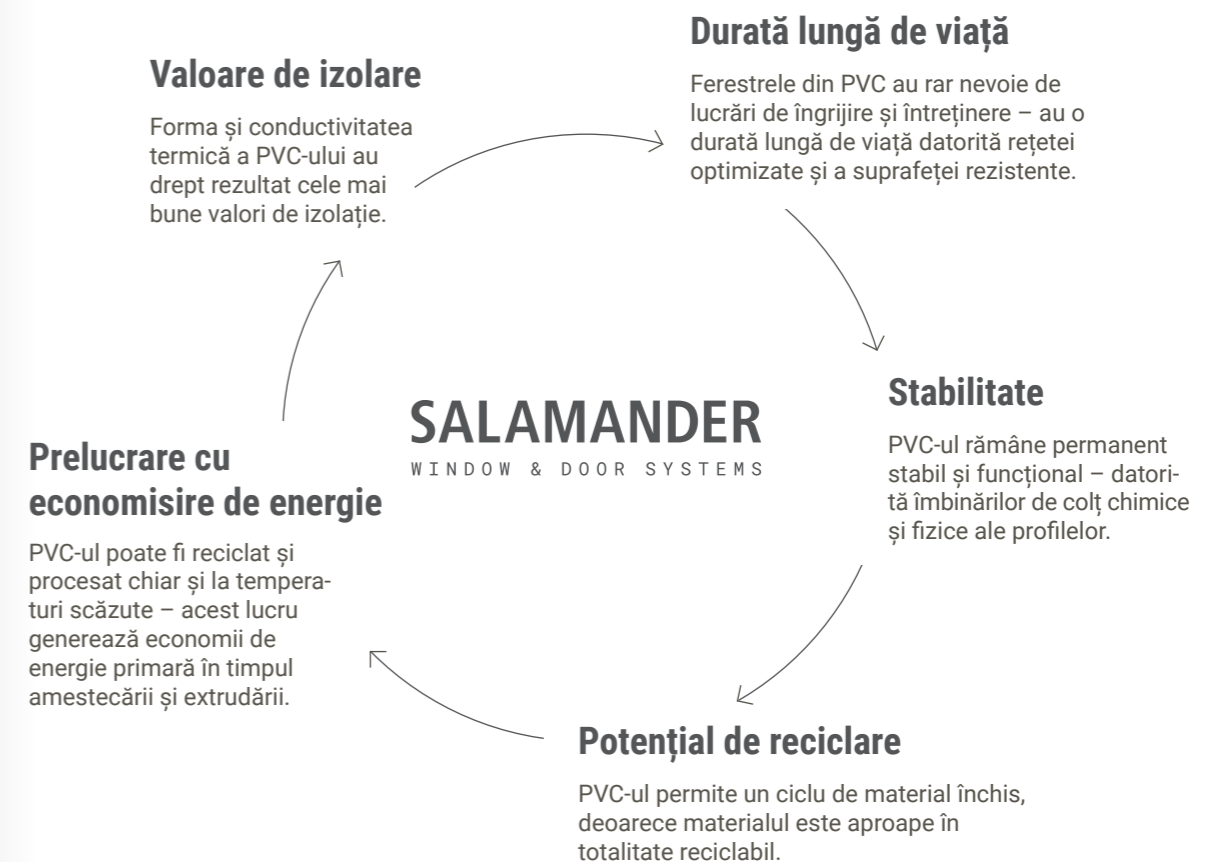 Valoare de izolare
Forma și conductivitatea
termică a PVC-ului au
drept rezultat cele mai
bune valori de izolație.
Durată lungă de viață
Ferestrele din PVC au rar nevoie de
lucrări de îngrijire și întreținere – au o
durată lungă de viață datorită rețetei
optimizate și a suprafeței rezistente.
Stabilitate
PVC-ul rămâne permanent
stabil și funcțional – datori-
tă îmbinărilor de colț chimice
și fizice ale profilelor.
Potențial de reciclare
PVC-ul permite un ciclu de material închis,
deoarece materialul este aproape în
totalitate reciclabil.
Prelucrare cu
economisire de energie
PVC-ul poate fi reciclat și
procesat chiar și la tempera-
turi scăzute – acest lucru
generează economii de
energie primară în timpul
amestecării și extrudării.
SALAMANDER
WINDOW & DOOR SYSTEMS